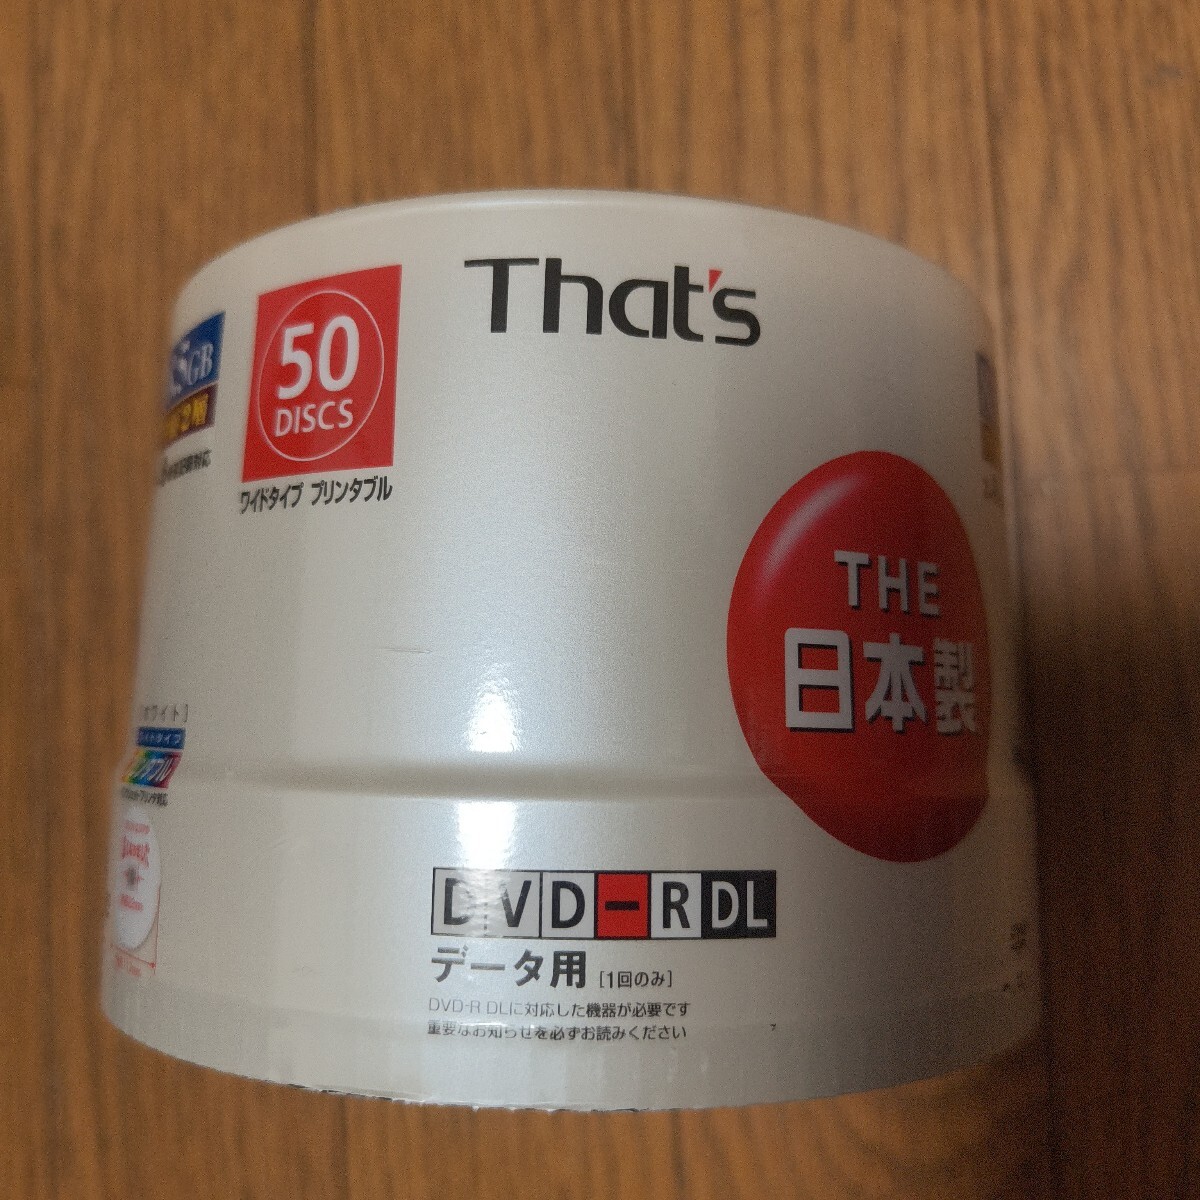 That's
50
DISCS
ワイドタイプ プリンタブル
GB
THE
日本製
DVD-R DL
データ用 [1回のみ]
DVD-R DLに対応した機器が必要です
重要なお知らせを必ずお読みください